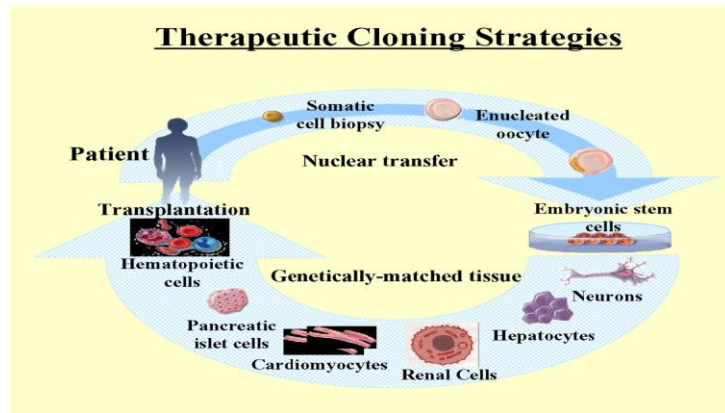 Therapeutic Cloning Strategies
Somatic
cell biopsy
Enucleated
oocyte
Patient
Nuclear transfer
Transplantation
Embryonic stem
cells
Hematopoietic
cells
Genetically-matched tissue
Neurons
Pancreatic
islet cells
Hepatocytes
Cardiomyocytes
Renal Cells